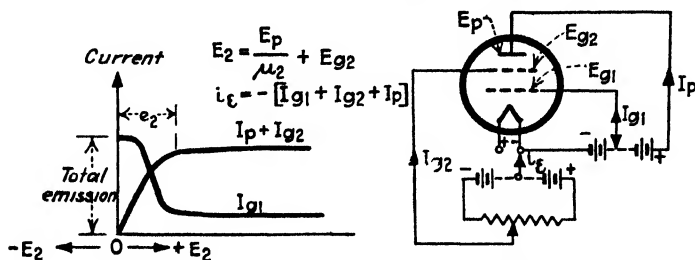 Current
E2 = Ep/μ2 + Eg2
iε = - [Ig1 + Ig2 + Ip]
e2
Ip + Ig2
Total
emission
Ig1
-E2 0 +E2
Ep
Eg2
Eg1
Ip
Ig1
- +
- +
Ig2
iε
- +